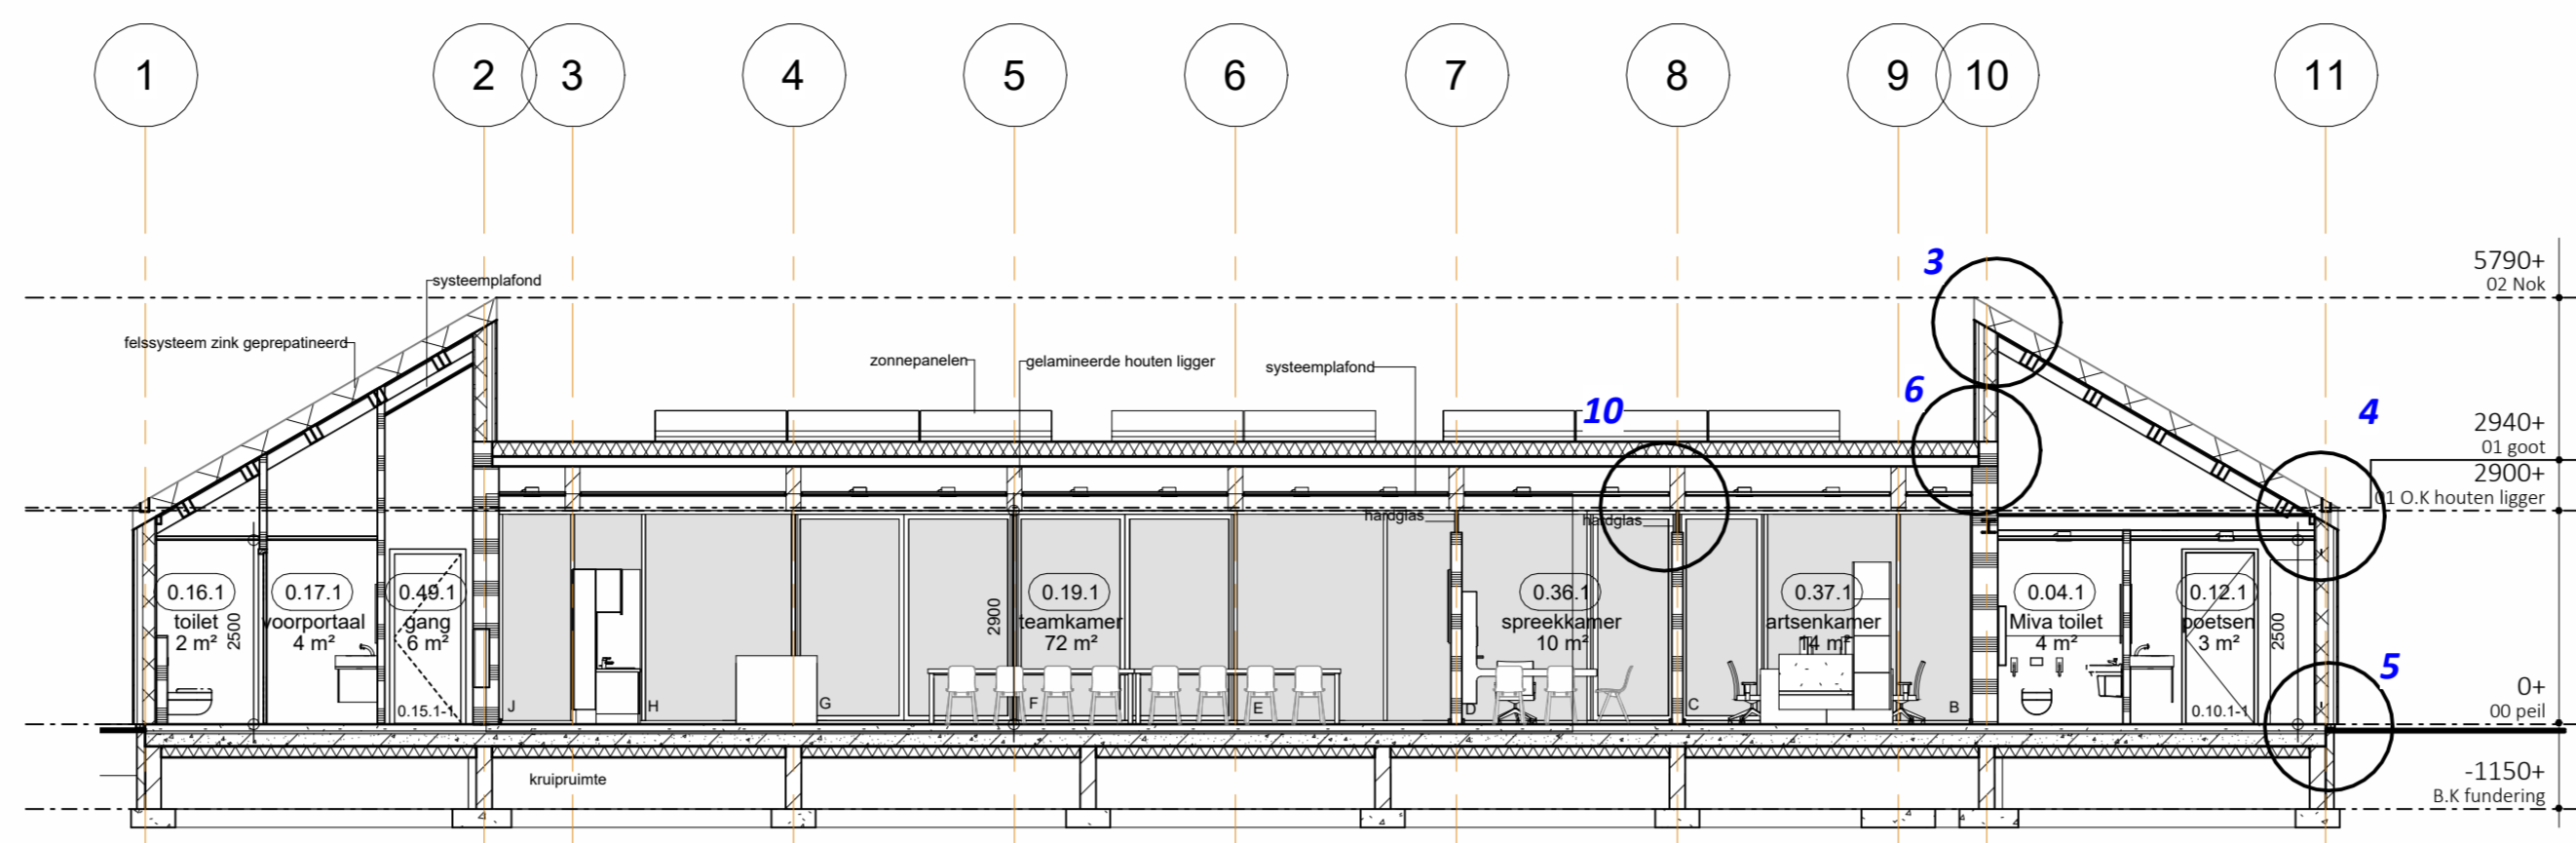 1 2 3 4 5 6 7 8 9 10 11
3
5790+
02 Nok
systeemplafond
felssysteem zink geprepatineerd
zonnepanelen
gelamineerde houten ligger
systeemplafond
6
10
4
2940+
01 goot
2900+
01 O.K houten ligger
hardglas
hardglas
0.16.1
toilet
2 m²
2500
0.17.1
voorportaal
4 m²
0.49.1
gang
6 m²
0.15.1-1
2900
0.19.1
teamkamer
72 m²
0.36.1
spreekkamer
10 m²
0.37.1
artsenkamer
14 m²
0.04.1
Miva toilet
4 m²
0.12.1
poetsen
3 m²
2500
0.10.1-1
J H G F E D C B
5
0+
00 peil
kruipruimte
-1150+
B.K fundering